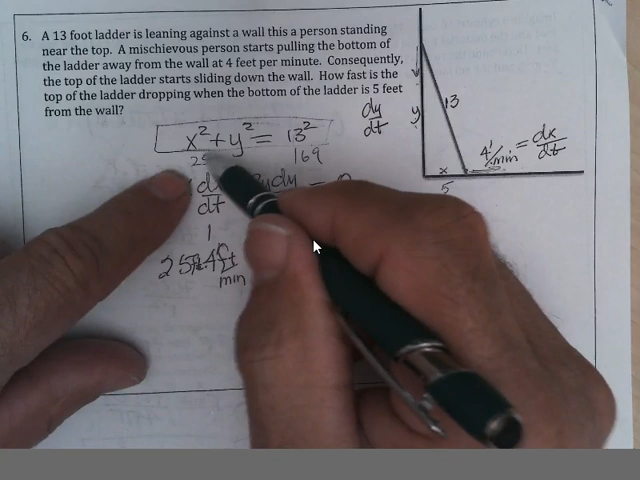 6. A 13 foot ladder is leaning against a wall this a person standing
near the top. A mischievous person starts pulling the bottom of
the ladder away from the wall at 4 feet per minute. Consequently,
the top of the ladder starts sliding down the wall. How fast is the
top of the ladder dropping when the bottom of the ladder is 5 feet
from the wall?
dy/dt
y
13
4'/min = dx/dt
x
5
x² + y² = 13²
169
dt
min